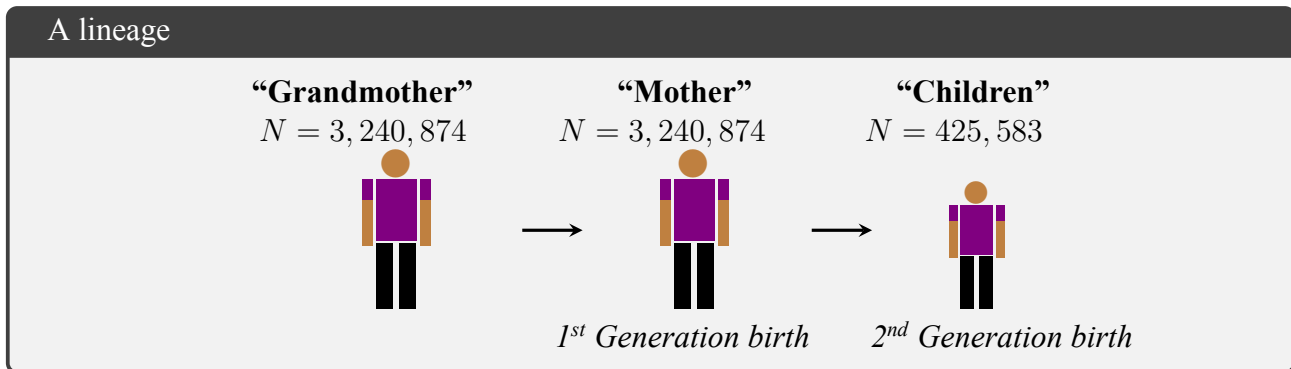 A lineage
“Grandmother” “Mother” “Children”
N = 3, 240, 874 N = 3, 240, 874 N = 425, 583
1st Generation birth 2nd Generation birth